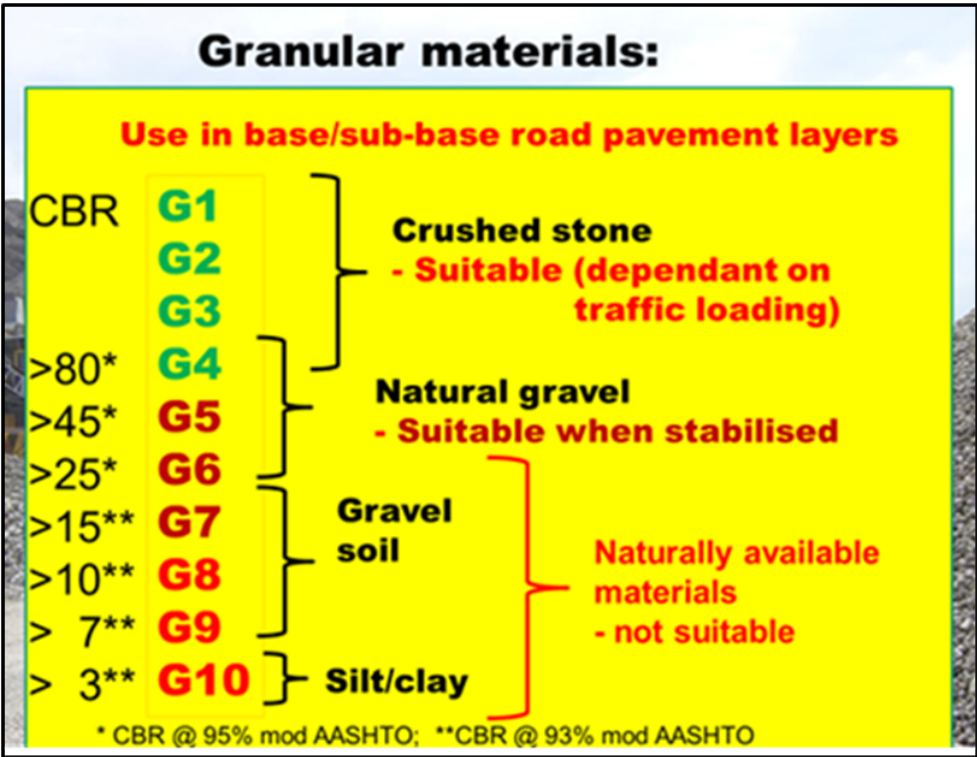 Granular materials:
Use in base/sub-base road pavement layers
CBR G1
G2
G3
>80* G4
>45* G5
>25* G6
>15** G7
>10** G8
> 7** G9
> 3** G10
Crushed stone
- Suitable (dependant on
traffic loading)
Natural gravel
- Suitable when stabilised
Gravel
soil
Silt/clay
Naturally available
materials
- not suitable
* CBR @ 95% mod AASHTO; **CBR @ 93% mod AASHTO